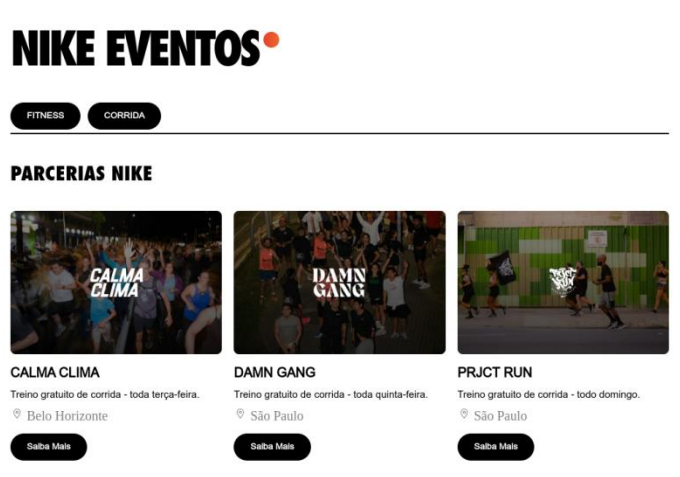 NIKE EVENTOS
FITNESS
CORRIDA
PARCERIAS NIKE
CALMA
CLIMA
DAMN
GANG
PRJCT
RUN
CALMA CLIMA
DAMN GANG
PRJCT RUN
Treino gratuito de corrida - toda terça-feira.
Treino gratuito de corrida - toda quinta-feira.
Treino gratuito de corrida - todo domingo.
Belo Horizonte
São Paulo
São Paulo
Saiba Mais
Saiba Mais
Saiba Mais